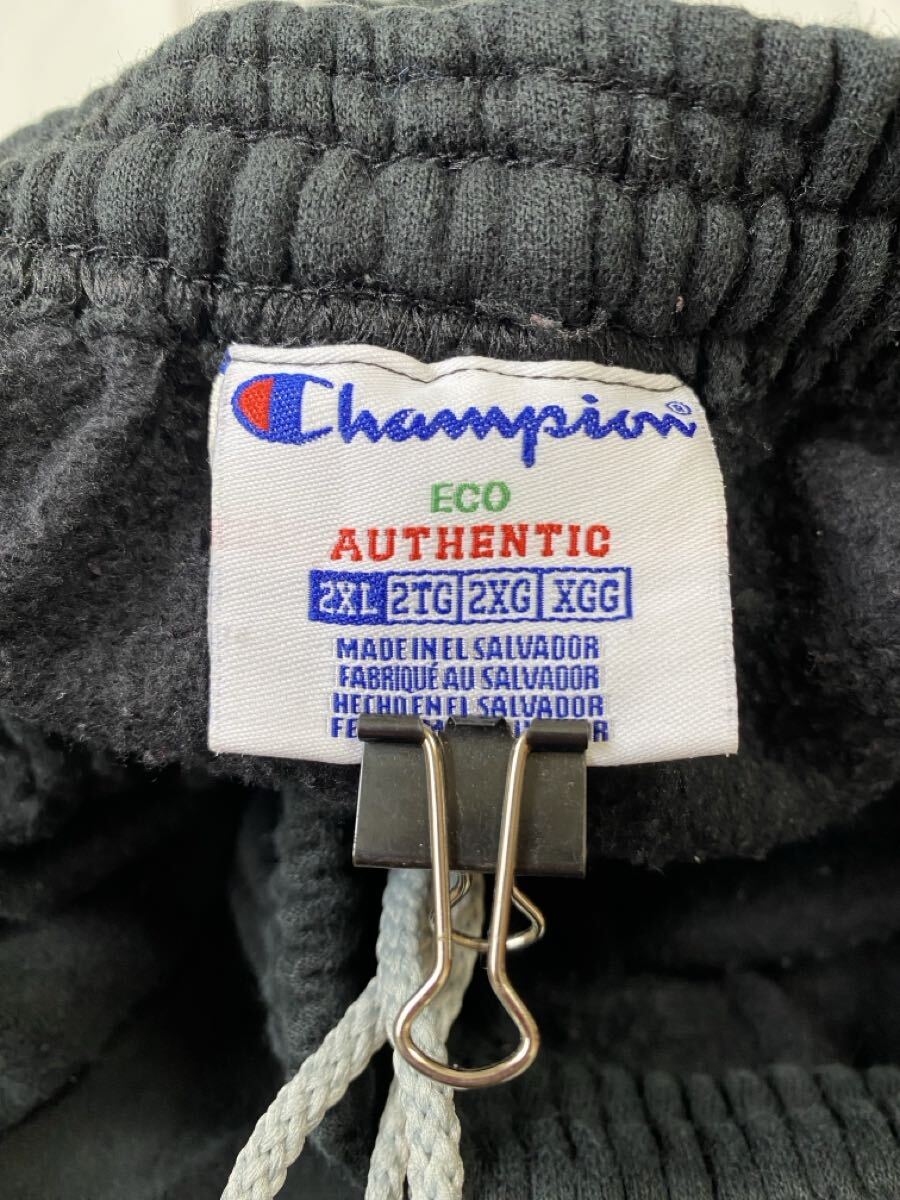 Champion®
ECO
AUTHENTIC
2XL 2TG 2XG XGG
MADE IN EL SALVADOR
FABRIQUÉ AU SALVADOR
HECHO EN EL SALVADOR